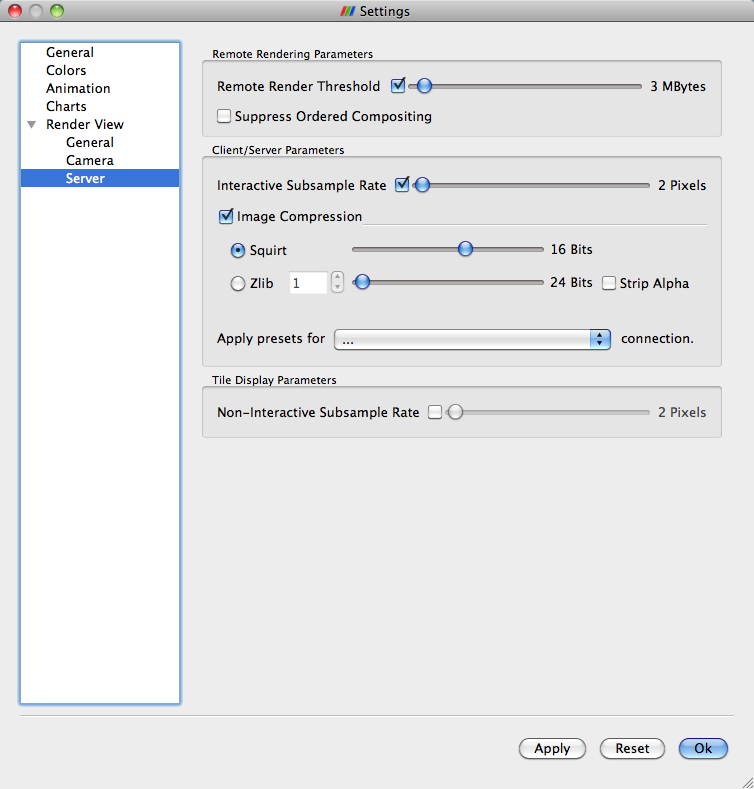 Settings
General
Colors
Animation
Charts
Render View
General
Camera
Server
Remote Rendering Parameters
Remote Render Threshold 3 MBytes
Suppress Ordered Compositing
Client/Server Parameters
Interactive Subsample Rate 2 Pixels
Image Compression
Squirt 16 Bits
Zlib 1 24 Bits Strip Alpha
Apply presets for ... connection.
Tile Display Parameters
Non-Interactive Subsample Rate 2 Pixels
Apply Reset Ok